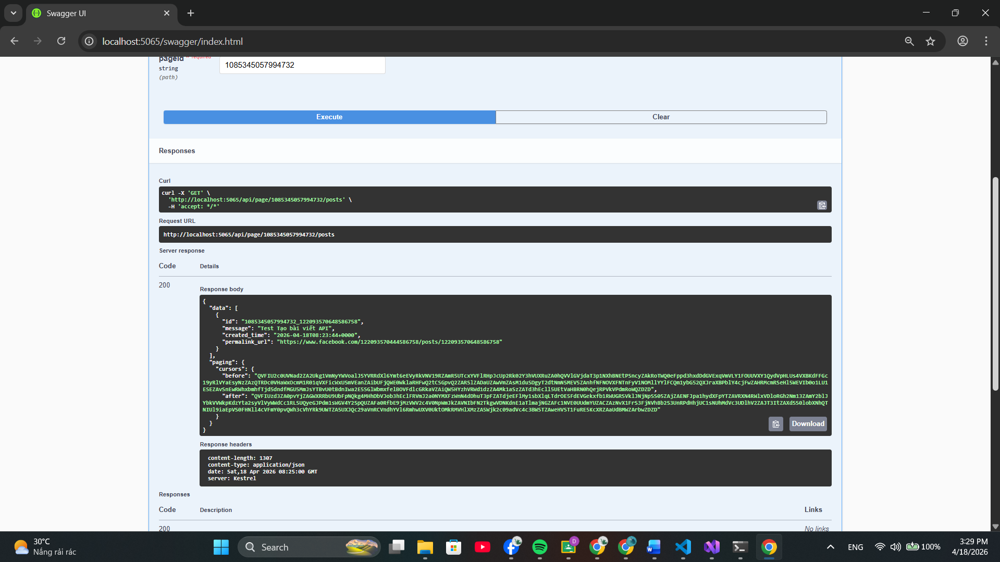 Swagger UI
localhost:5065/swagger/index.html
pageId * required
1085345057994732
string
(path)
Execute
Clear
Responses
Curl
curl -X 'GET' \
'http://localhost:5065/api/page/1085345057994732/posts' \
-H 'accept: */*'
Request URL
http://localhost:5065/api/page/1085345057994732/posts
Server response
Code
Details
200
Response body
{
"data": [
{
"id": "1085345057994732_122093570648586758",
"message": "Test Tạo bài viết API",
"created_time": "2026-04-18T08:23:44+0000",
"permalink_url": "https://www.facebook.com/122093570444586758/posts/122093570648586758"
}
],
"paging": {
"cursors": {
"before":
"after":
}
}
}
Download
Response headers
content-length: 1307
content-type: application/json
date: Sat,18 Apr 2026 08:25:00 GMT
server: Kestrel
Responses
Code
Description
Links
200
No links
30°C
Nắng rải rác
Search
D
ENG
100%
3:29 PM
4/18/2026